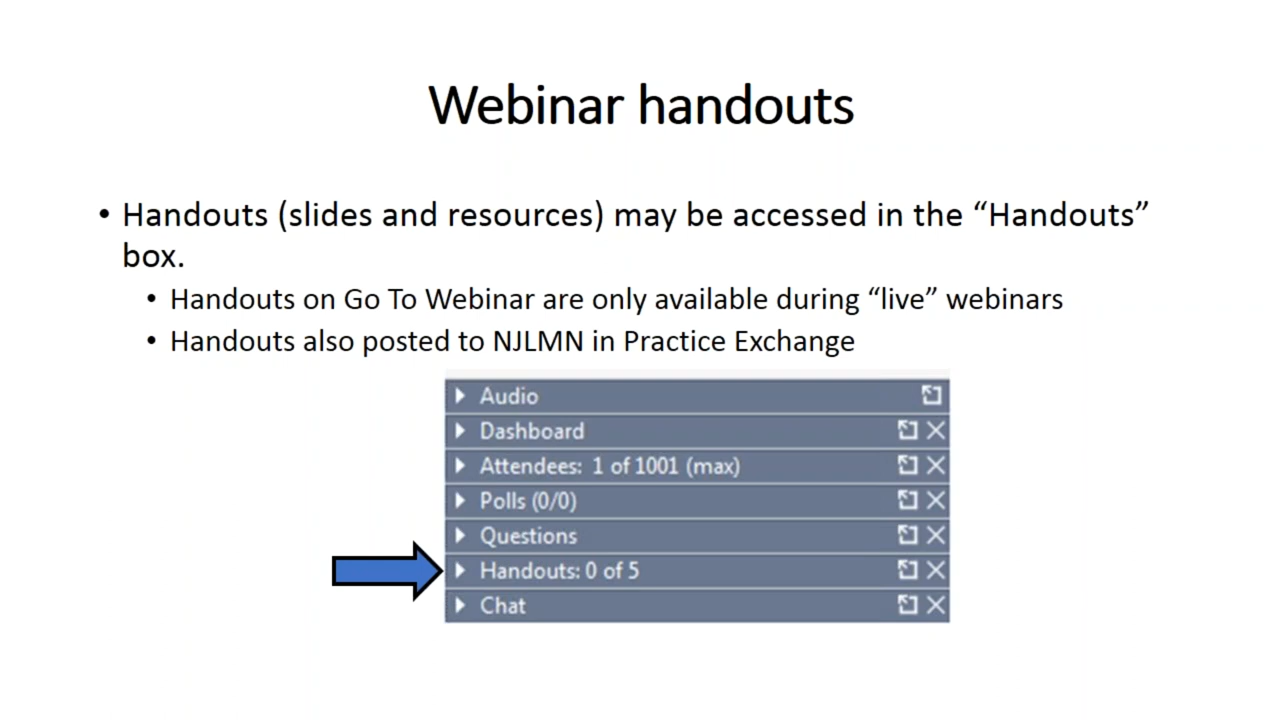 Webinar handouts
• Handouts (slides and resources) may be accessed in the “Handouts”
box.
• Handouts on Go To Webinar are only available during “live” webinars
• Handouts also posted to NJLMN in Practice Exchange
Audio
Dashboard
Attendees: 1 of 1001 (max)
Polls (0/0)
Questions
Handouts: 0 of 5
Chat